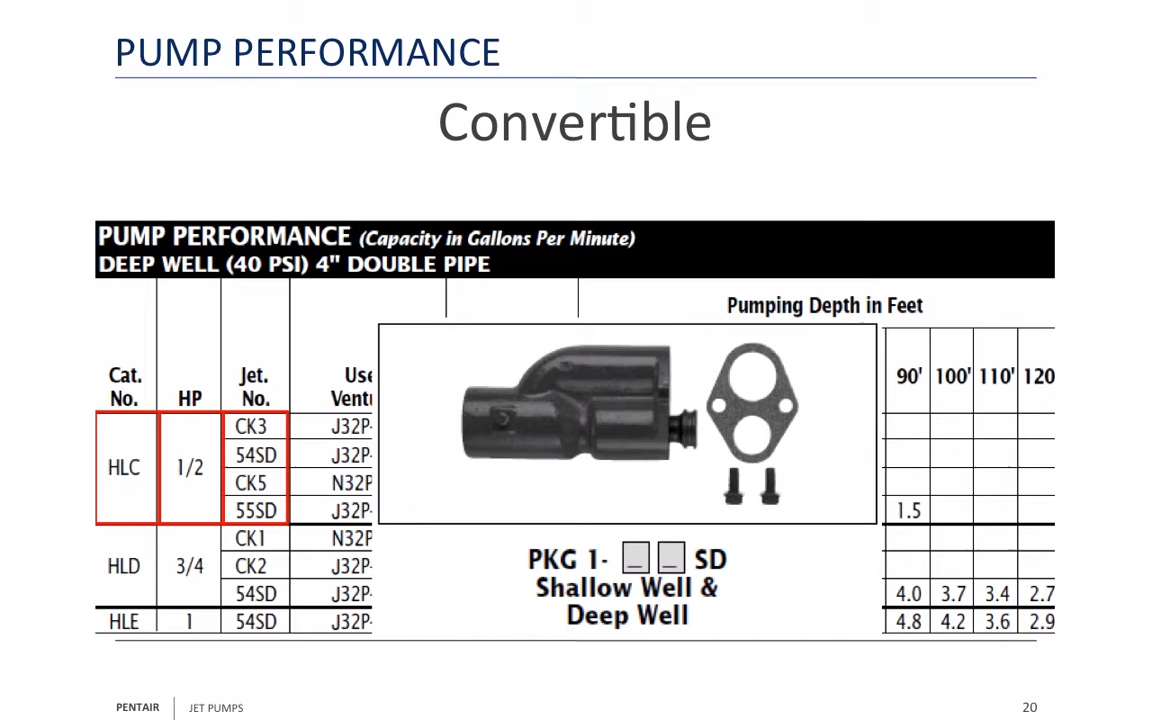 PUMP PERFORMANCE
Convertible
PUMP PERFORMANCE (Capacity in Gallons Per Minute)
DEEP WELL (40 PSI) 4" DOUBLE PIPE
Pumping Depth in Feet
Cat. No. HP Jet. No. 90' 100' 110' 120
HLC 1/2 CK3 J32P-
54SD J32P-
CK5 N32P
55SD J32P- 1.5
HLD 3/4 CK1 N32P
CK2 J32P-
54SD J32P- 4.0 3.7 3.4 2.7
HLE 1 54SD J32P- 4.8 4.2 3.6 2.9
PKG 1- _ _ SD
Shallow Well &
Deep Well
PENTAIR JET PUMPS 20